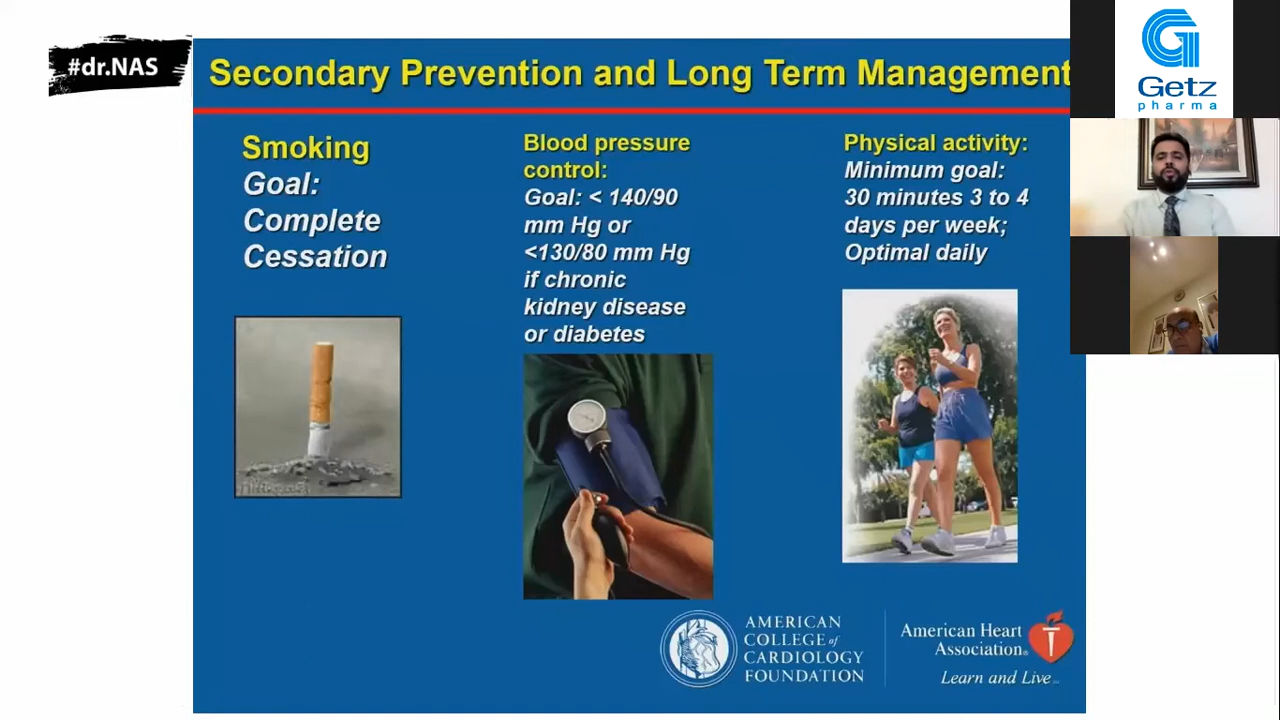 #dr.NAS
Secondary Prevention and Long Term Management
Smoking
Goal:
Complete
Cessation
Blood pressure
control:
Goal: < 140/90
mm Hg or
<130/80 mm Hg
if chronic
kidney disease
or diabetes
Physical activity:
Minimum goal:
30 minutes 3 to 4
days per week;
Optimal daily
AMERICAN
COLLEGE of
CARDIOLOGY
FOUNDATION
American Heart
Association®
Learn and Live
Getz
pharma